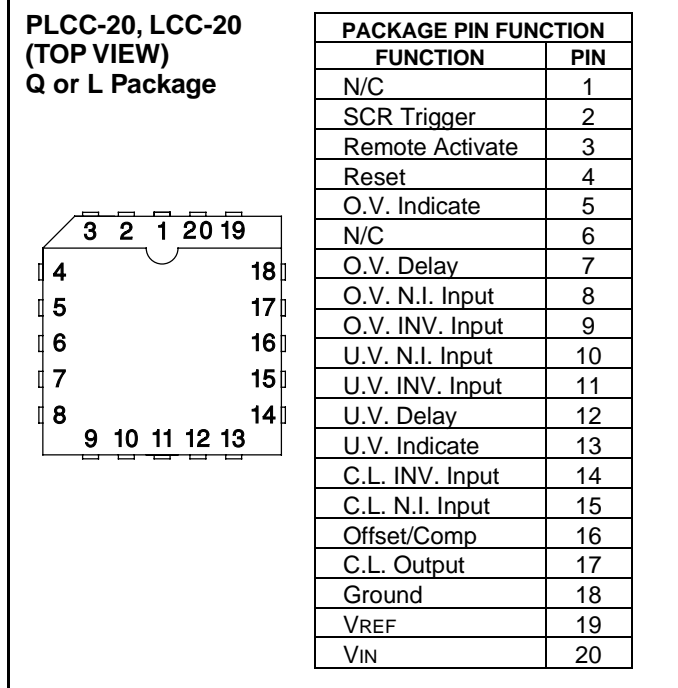 PLCC-20, LCC-20
(TOP VIEW)
Q or L Package
3 2 1 20 19
4 18
5 17
6 16
7 15
8 14
9 10 11 12 13
PACKAGE PIN FUNCTION
FUNCTION PIN
N/C 1
SCR Trigger 2
Remote Activate 3
Reset 4
O.V. Indicate 5
N/C 6
O.V. Delay 7
O.V. N.I. Input 8
O.V. INV. Input 9
U.V. N.I. Input 10
U.V. INV. Input 11
U.V. Delay 12
U.V. Indicate 13
C.L. INV. Input 14
C.L. N.I. Input 15
Offset/Comp 16
C.L. Output 17
Ground 18
VREF 19
VIN 20